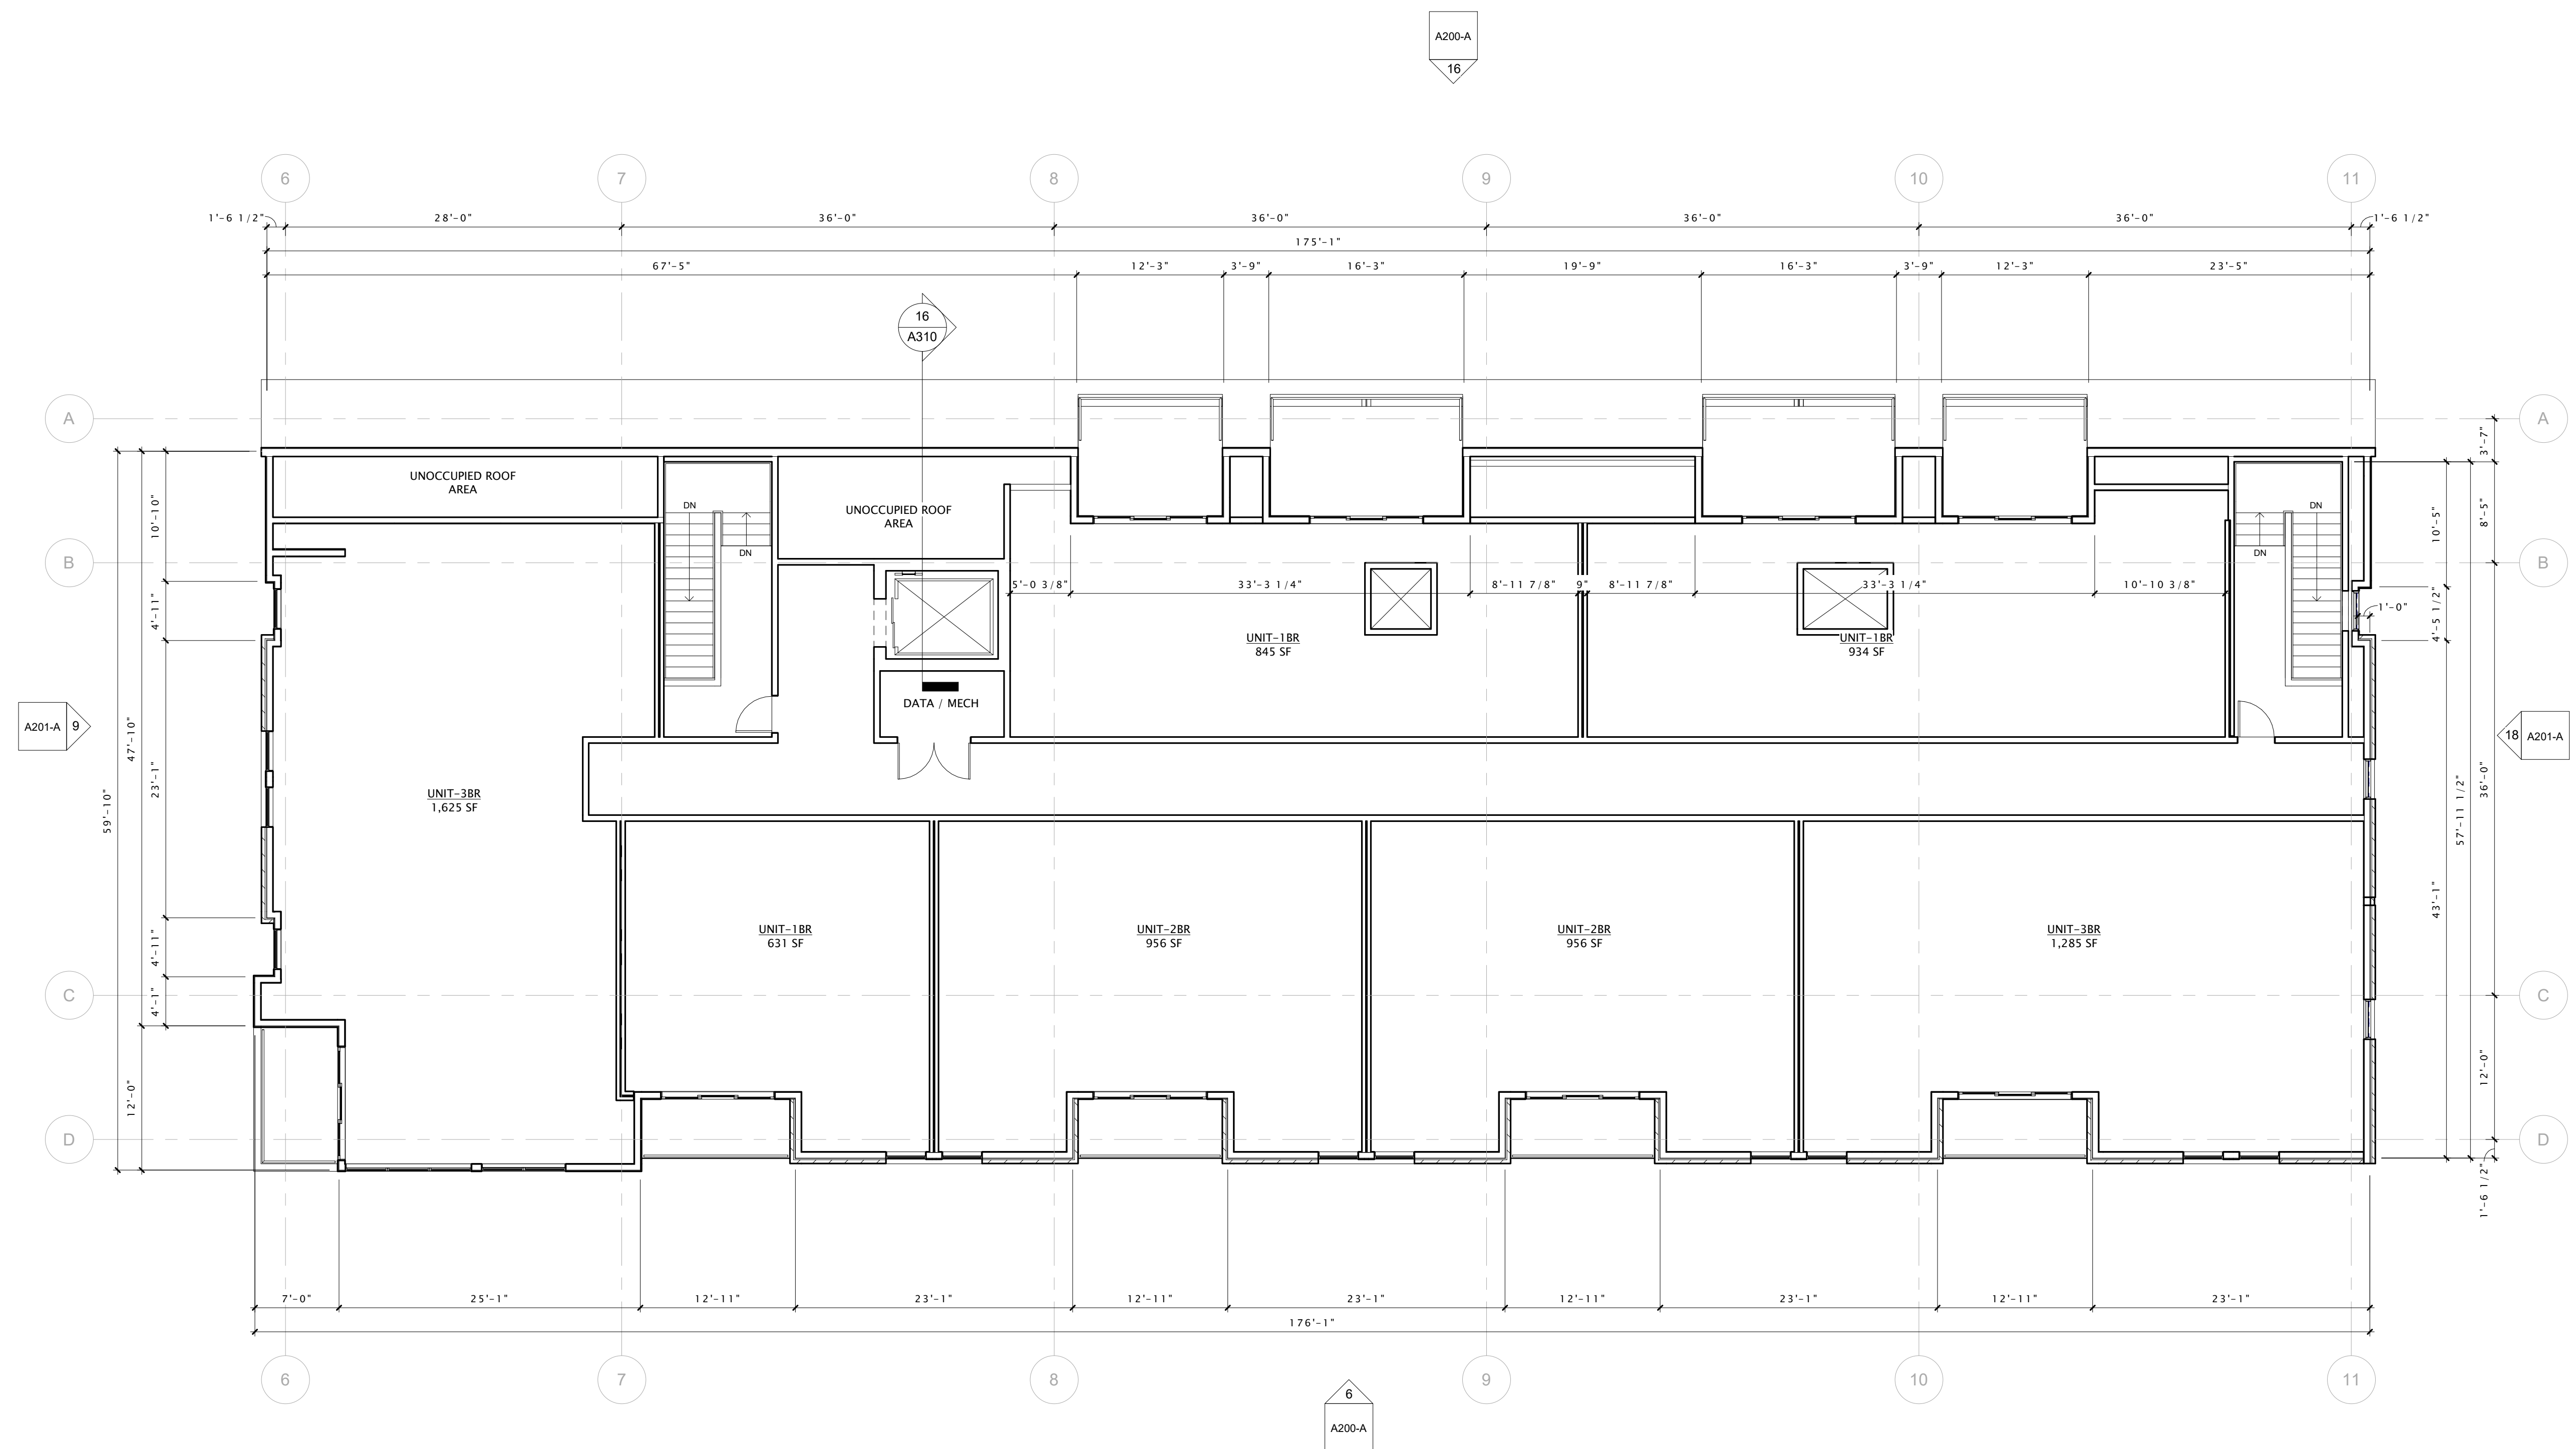 A200-A
16
6
7
8
9
10
11
1'-6 1/2"
28'-0"
36'-0"
36'-0"
36'-0"
36'-0"
1'-6 1/2"
175'-1"
67'-5"
12'-3"
3'-9"
16'-3"
19'-9"
16'-3"
3'-9"
12'-3"
23'-5"
16
A310
A
A
3'-7"
UNOCCUPIED ROOF
AREA
DN
DN
UNOCCUPIED ROOF
AREA
DN
DN
10'-10"
10'-5"
8'-5"
B
B
5'-0 3/8"
33'-3 1/4"
8'-11 7/8"
9"
8'-11 7/8"
33'-3 1/4"
10'-10 3/8"
4'-11"
4'-5 1/2"
1'-0"
UNIT-1BR
845 SF
UNIT-1BR
934 SF
DATA / MECH
A201-A
9
18
A201-A
47'-10"
23'-1"
59'-10"
36'-0"
57'-11 1/2"
UNIT-3BR
1,625 SF
43'-1"
UNIT-1BR
631 SF
UNIT-2BR
956 SF
UNIT-2BR
956 SF
UNIT-3BR
1,285 SF
4'-11"
C
C
4'-1"
12'-0"
12'-0"
D
D
1'-6 1/2"
7'-0"
25'-1"
12'-11"
23'-1"
12'-11"
23'-1"
12'-11"
23'-1"
12'-11"
23'-1"
176'-1"
6
7
8
9
10
11
6
A200-A